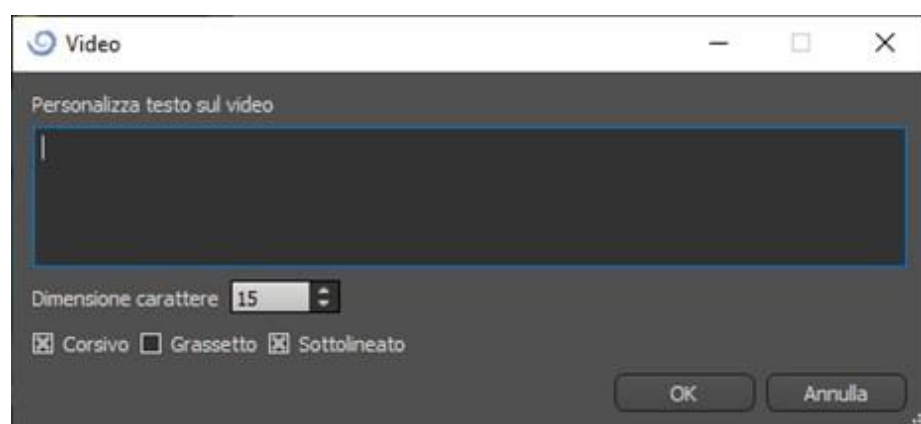 Video
Personalizza testo sul video
Dimensione carattere 15
Corsivo Grassetto Sottolineato
OK Annulla